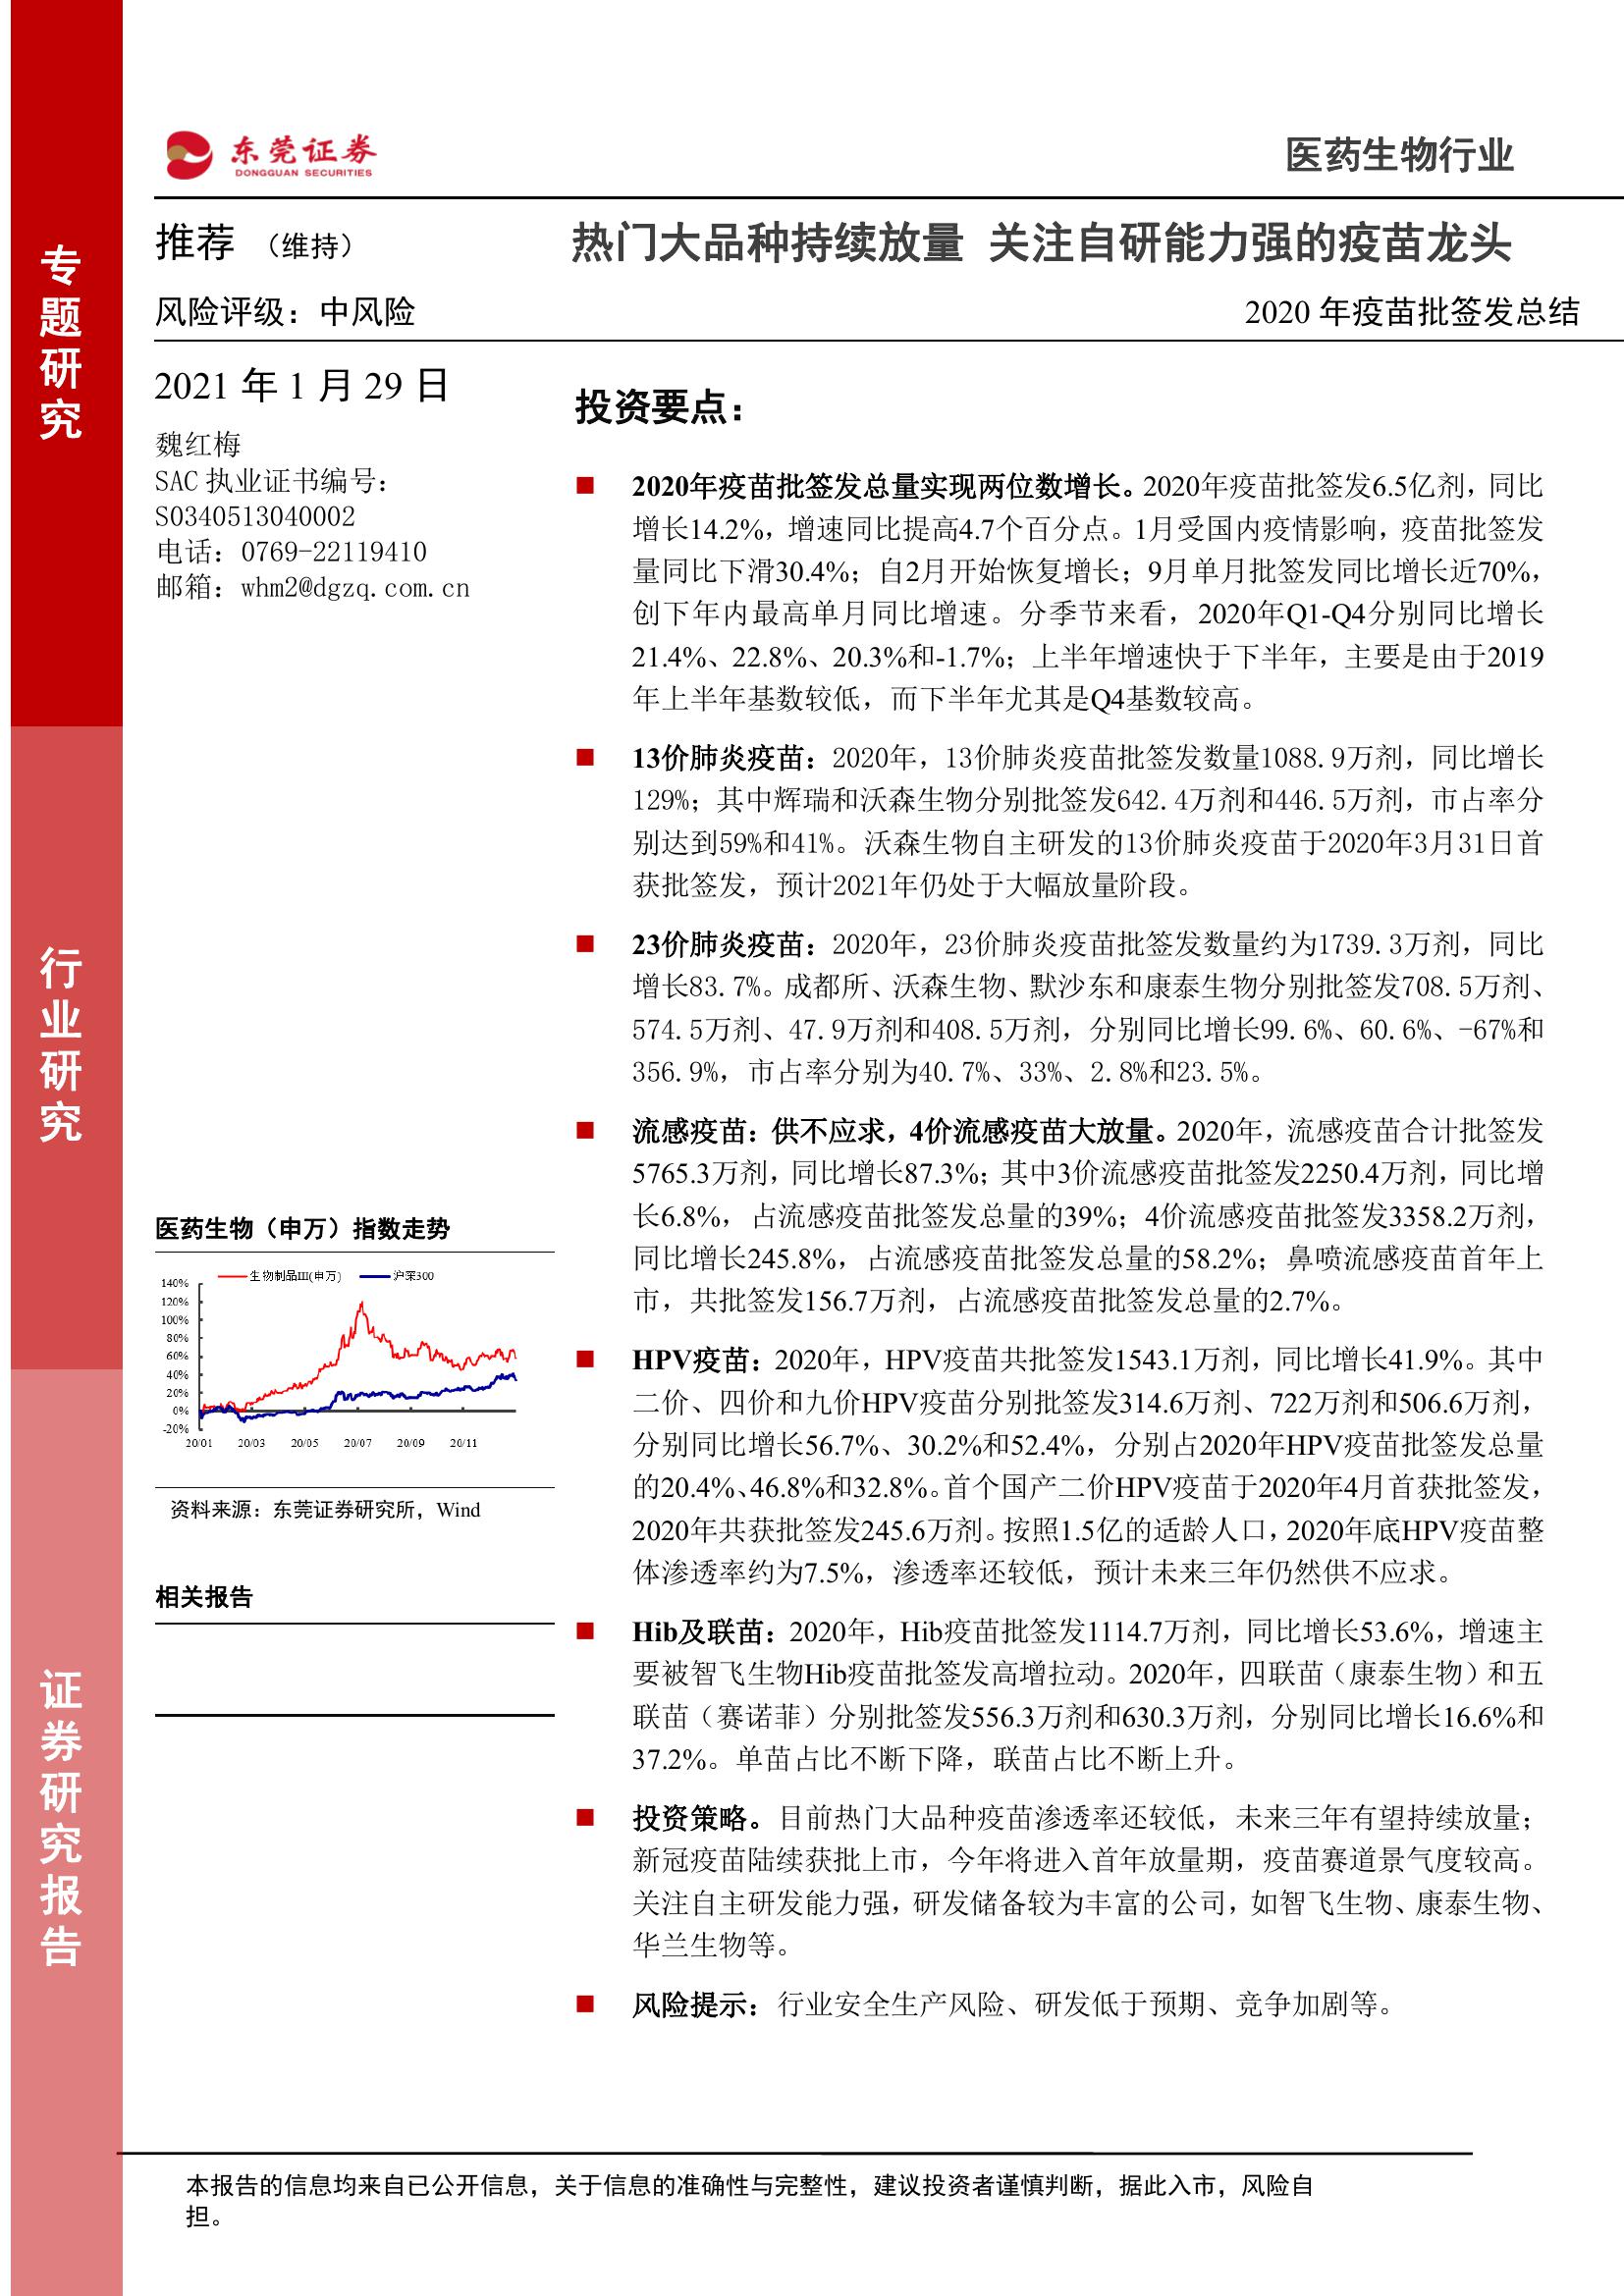 专题研究
行业研究
证券研究报告
东莞证券
DONGGUAN SECURITIES
医药生物行业
推荐（维持）
热门大品种持续放量 关注自研能力强的疫苗龙头
风险评级：中风险
2020 年疫苗批签发总结
2021 年 1 月 29 日
魏红梅
SAC 执业证书编号：
S0340513040002
电话：0769-22119410
邮箱：whm2@dgzq.com.cn
医药生物（申万）指数走势
生物制品III(申万)
沪深300
140%
120%
100%
80%
60%
40%
20%
0%
-20%
20/01 20/03 20/05 20/07 20/09 20/11
资料来源：东莞证券研究所，Wind
相关报告
投资要点：
■ 2020年疫苗批签发总量实现两位数增长。2020年疫苗批签发6.5亿剂，同比
增长14.2%，增速同比提高4.7个百分点。1月受国内疫情影响，疫苗批签发
量同比下滑30.4%；自2月开始恢复增长；9月单月批签发同比增长近70%，
创下年内最高单月同比增速。分季节来看，2020年Q1-Q4分别同比增长
21.4%、22.8%、20.3%和-1.7%；上半年增速快于下半年，主要是由于2019
年上半年基数较低，而下半年尤其是Q4基数较高。
■ 13价肺炎疫苗：2020年，13价肺炎疫苗批签发数量1088.9万剂，同比增长
129%；其中辉瑞和沃森生物分别批签发642.4万剂和446.5万剂，市占率分
别达到59%和41%。沃森生物自主研发的13价肺炎疫苗于2020年3月31日首
获批签发，预计2021年仍处于大幅放量阶段。
■ 23价肺炎疫苗：2020年，23价肺炎疫苗批签发数量约为1739.3万剂，同比
增长83.7%。成都所、沃森生物、默沙东和康泰生物分别批签发708.5万剂、
574.5万剂、47.9万剂和408.5万剂，分别同比增长99.6%、60.6%、-67%和
356.9%，市占率分别为40.7%、33%、2.8%和23.5%。
■ 流感疫苗：供不应求，4价流感疫苗大放量。2020年，流感疫苗合计批签发
5765.3万剂，同比增长87.3%；其中3价流感疫苗批签发2250.4万剂，同比增
长6.8%，占流感疫苗批签发总量的39%；4价流感疫苗批签发3358.2万剂，
同比增长245.8%，占流感疫苗批签发总量的58.2%；鼻喷流感疫苗首年上
市，共批签发156.7万剂，占流感疫苗批签发总量的2.7%。
■ HPV疫苗：2020年，HPV疫苗共批签发1543.1万剂，同比增长41.9%。其中
二价、四价和九价HPV疫苗分别批签发314.6万剂、722万剂和506.6万剂，
分别同比增长56.7%、30.2%和52.4%，分别占2020年HPV疫苗批签发总量
的20.4%、46.8%和32.8%。首个国产二价HPV疫苗于2020年4月首获批签发，
2020年共获批签发245.6万剂。按照1.5亿的适龄人口，2020年底HPV疫苗整
体渗透率约为7.5%，渗透率还较低，预计未来三年仍然供不应求。
■ Hib及联苗：2020年，Hib疫苗批签发1114.7万剂，同比增长53.6%，增速主
要被智飞生物Hib疫苗批签发高增拉动。2020年，四联苗（康泰生物）和五
联苗（赛诺菲）分别批签发556.3万剂和630.3万剂，分别同比增长16.6%和
37.2%。单苗占比不断下降，联苗占比不断上升。
■ 投资策略。目前热门大品种疫苗渗透率还较低，未来三年有望持续放量；
新冠疫苗陆续获批上市，今年将进入首年放量期，疫苗赛道景气度较高。
关注自主研发能力强，研发储备较为丰富的公司，如智飞生物、康泰生物、
华兰生物等。
■ 风险提示：行业安全生产风险、研发低于预期、竞争加剧等。
本报告的信息均来自已公开信息，关于信息的准确性与完整性，建议投资者谨慎判断，据此入市，风险自
担。